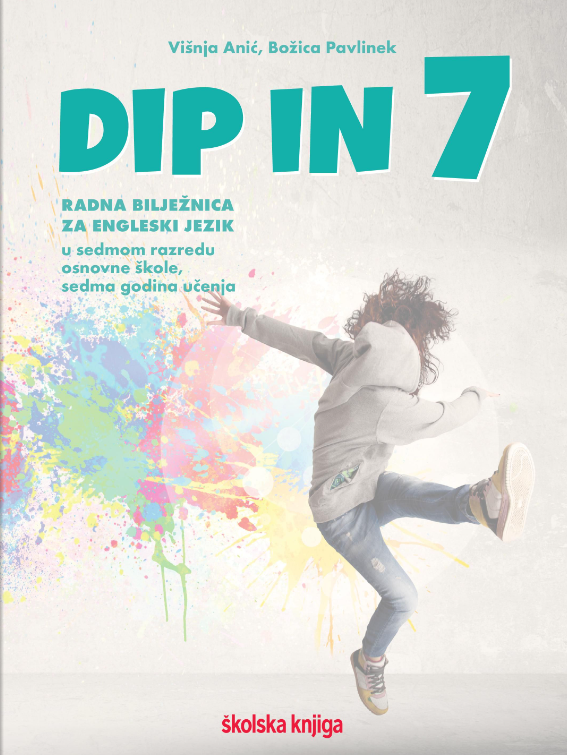 Višnja Anić, Božica Pavlinek
DIP IN 7
RADNA BILJEŽNICA
ZA ENGLESKI JEZIK
u sedmom razredu
osnovne škole,
sedma godina učenja
školska knjiga